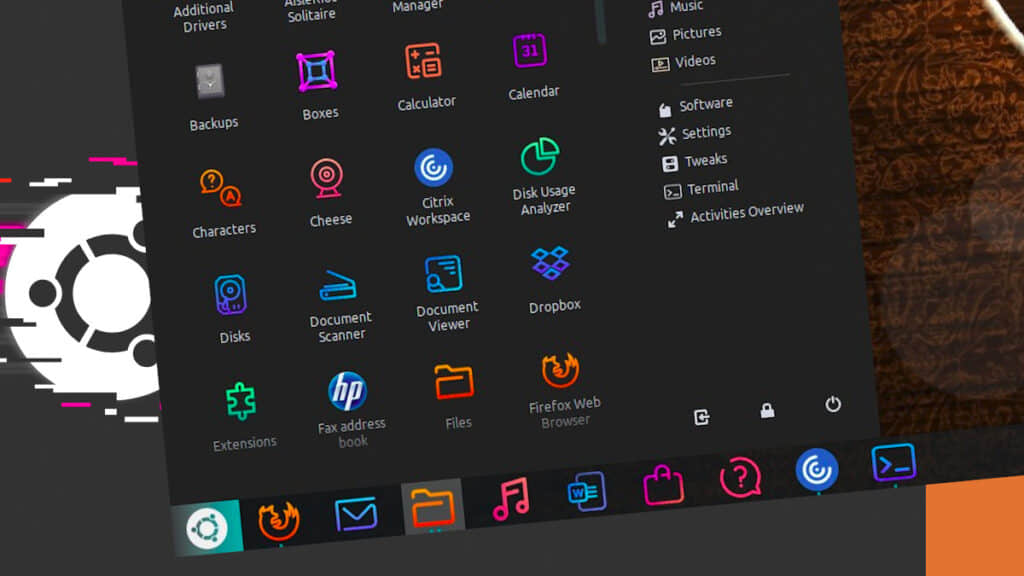 Additional
Drivers
Aisleriot
Solitaire
Manager
Boxes
31
Backups
Calculator
Calendar
?
A
Characters
Cheese
Citrix
Workspace
Disk Usage
Analyzer
Disks
Document
Scanner
Document
Viewer
Dropbox
hp
Extensions
Fax address
book
Files
Firefox Web
Browser
Music
Pictures
Videos
Software
Settings
Tweaks
Terminal
Activities Overview
W
?